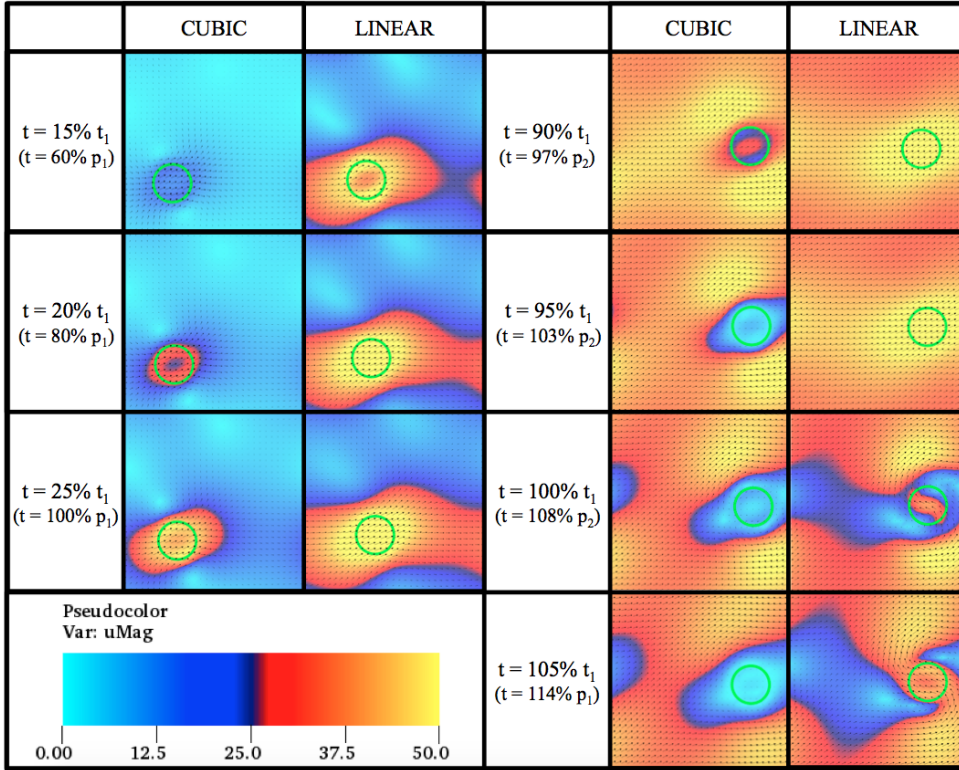 CUBIC LINEAR CUBIC LINEAR
t = 15% t₁
(t = 60% p₁)
t = 90% t₁
(t = 97% p₂)
t = 20% t₁
(t = 80% p₁)
t = 95% t₁
(t = 103% p₂)
t = 25% t₁
(t = 100% p₁)
t = 100% t₁
(t = 108% p₂)
Pseudocolor
Var: uMag
0.00 12.5 25.0 37.5 50.0
t = 105% t₁
(t = 114% p₁)